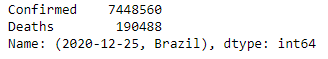 Confirmed    7448560
Deaths        190488
Name: (2020-12-25, Brazil), dtype: int64